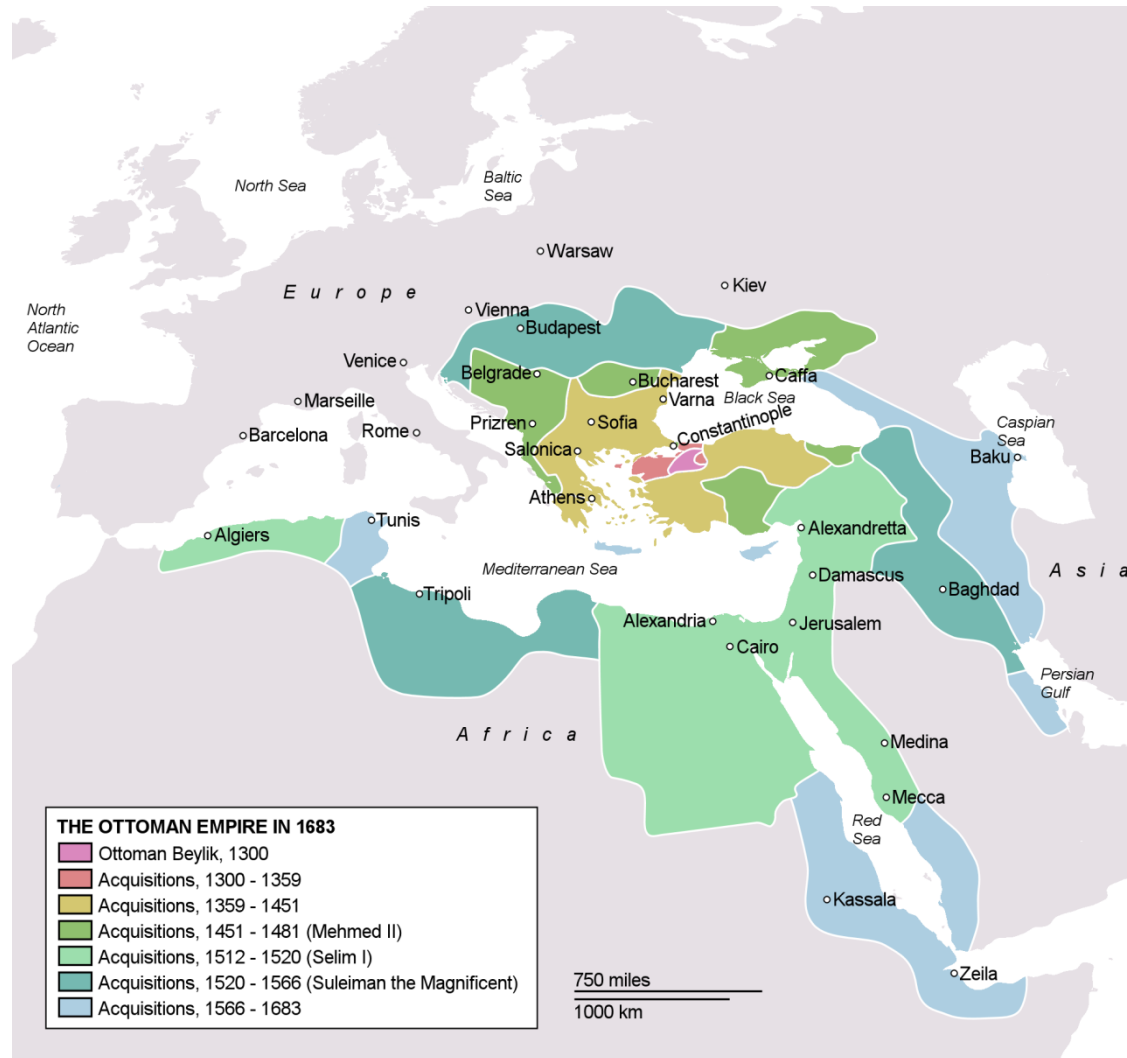 North Sea
Baltic
Sea
Warsaw
Europe
Kiev
North
Atlantic
Ocean
Vienna
Budapest
Venice
Belgrade
Bucharest
Caffa
Black Sea
Varna
Marseille
Barcelona
Rome
Prizren
Sofia
Constantinople
Salonica
Caspian
Sea
Baku
Athens
Tunis
Algiers
Alexandretta
Mediterranean Sea
Damascus
Asia
Tripoli
Baghdad
Alexandria
Jerusalem
Cairo
Persian
Gulf
Africa
Medina
Mecca
Red
Sea
Kassala
Zeila
THE OTTOMAN EMPIRE IN 1683
Ottoman Beylik, 1300
Acquisitions, 1300 - 1359
Acquisitions, 1359 - 1451
Acquisitions, 1451 - 1481 (Mehmed II)
Acquisitions, 1512 - 1520 (Selim I)
Acquisitions, 1520 - 1566 (Suleiman the Magnificent)
Acquisitions, 1566 - 1683
750 miles
1000 km